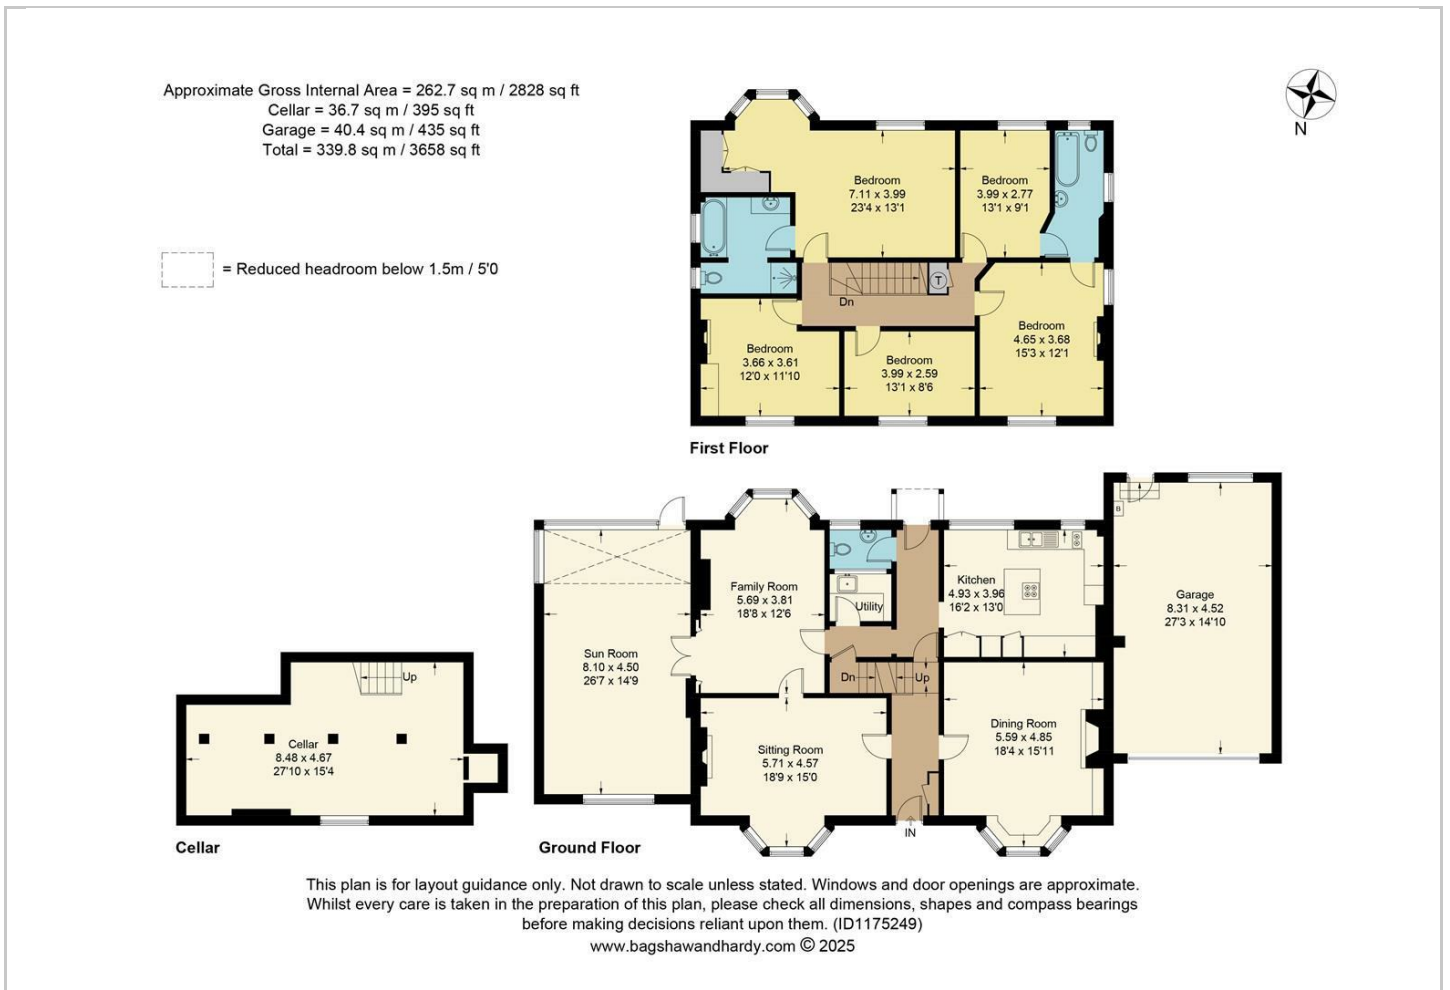 Approximate Gross Internal Area = 262.7 sq m / 2828 sq ft
Cellar = 36.7 sq m / 395 sq ft
Garage = 40.4 sq m / 435 sq ft
Total = 339.8 sq m / 3658 sq ft
N
= Reduced headroom below 1.5m / 5'0
Bedroom
7.11 x 3.99
23'4 x 13'1
Bedroom
3.99 x 2.77
13'1 x 9'1
T
Dn
Bedroom
3.66 x 3.61
12'0 x 11'10
Bedroom
3.99 x 2.59
13'1 x 8'6
Bedroom
4.65 x 3.68
15'3 x 12'1
First Floor
Sun Room
8.10 x 4.50
26'7 x 14'9
Family Room
5.69 x 3.81
18'8 x 12'6
Utility
Kitchen
4.93 x 3.96
16'2 x 13'0
B
Garage
8.31 x 4.52
27'3 x 14'10
Dn
Up
Sitting Room
5.71 x 4.57
18'9 x 15'0
Dining Room
5.59 x 4.85
18'4 x 15'11
IN
Up
Cellar
8.48 x 4.67
27'10 x 15'4
Cellar
Ground Floor
This plan is for layout guidance only. Not drawn to scale unless stated. Windows and door openings are approximate.
Whilst every care is taken in the preparation of this plan, please check all dimensions, shapes and compass bearings
before making decisions reliant upon them. (ID1175249)
www.bagshawandhardy.com © 2025